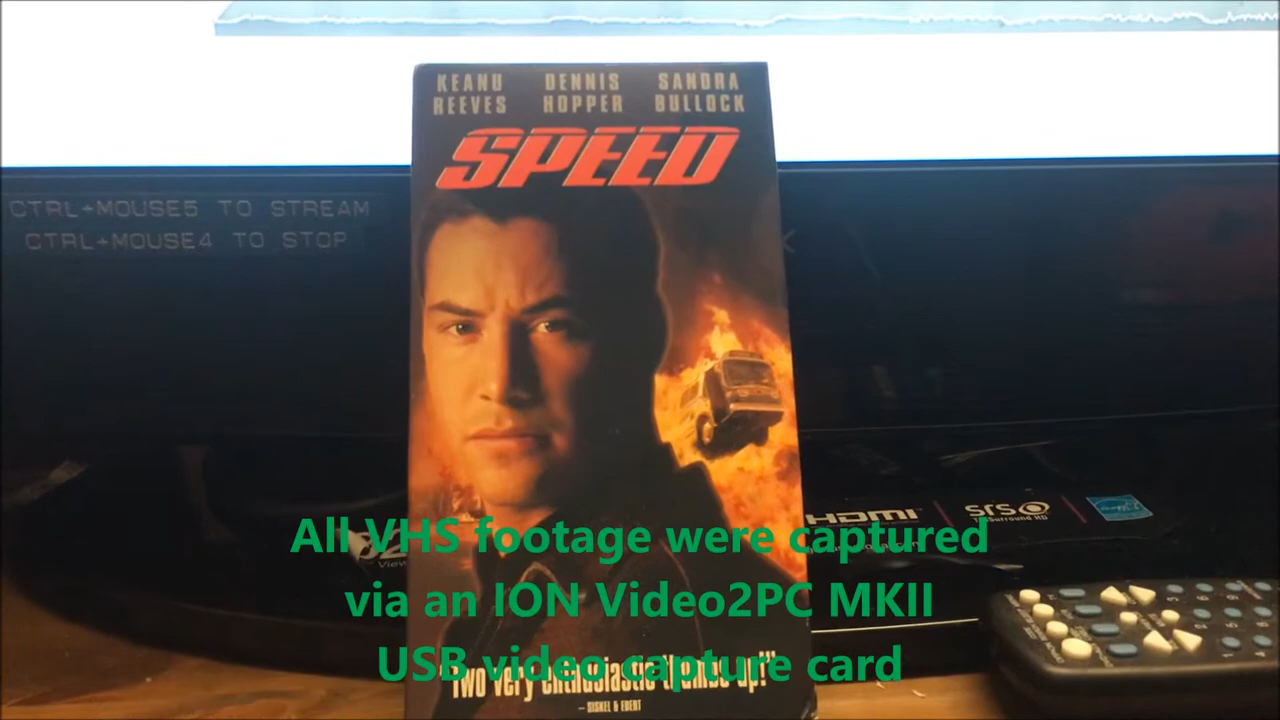 KEANU DENNIS SANDRA
REEVES HOPPER BULLOCK
SPEED
CTRL+MOUSE5 TO STREAM
CTRL+MOUSE4 TO STOP
HDMI
SRS
TruSurround HD
All VHS footage were captured
via an ION Video2PC MKII
USB video capture card
"Two very enthusiastic thumbs up!"
– SISKEL & EBERT